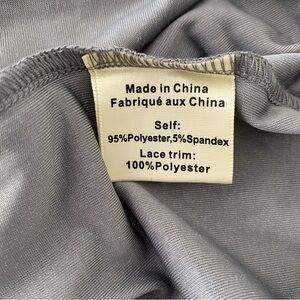 Made in China
Fabriqué aux China
Self:
95%Polyester,5%Spandex
Lace trim:
100%Polyester